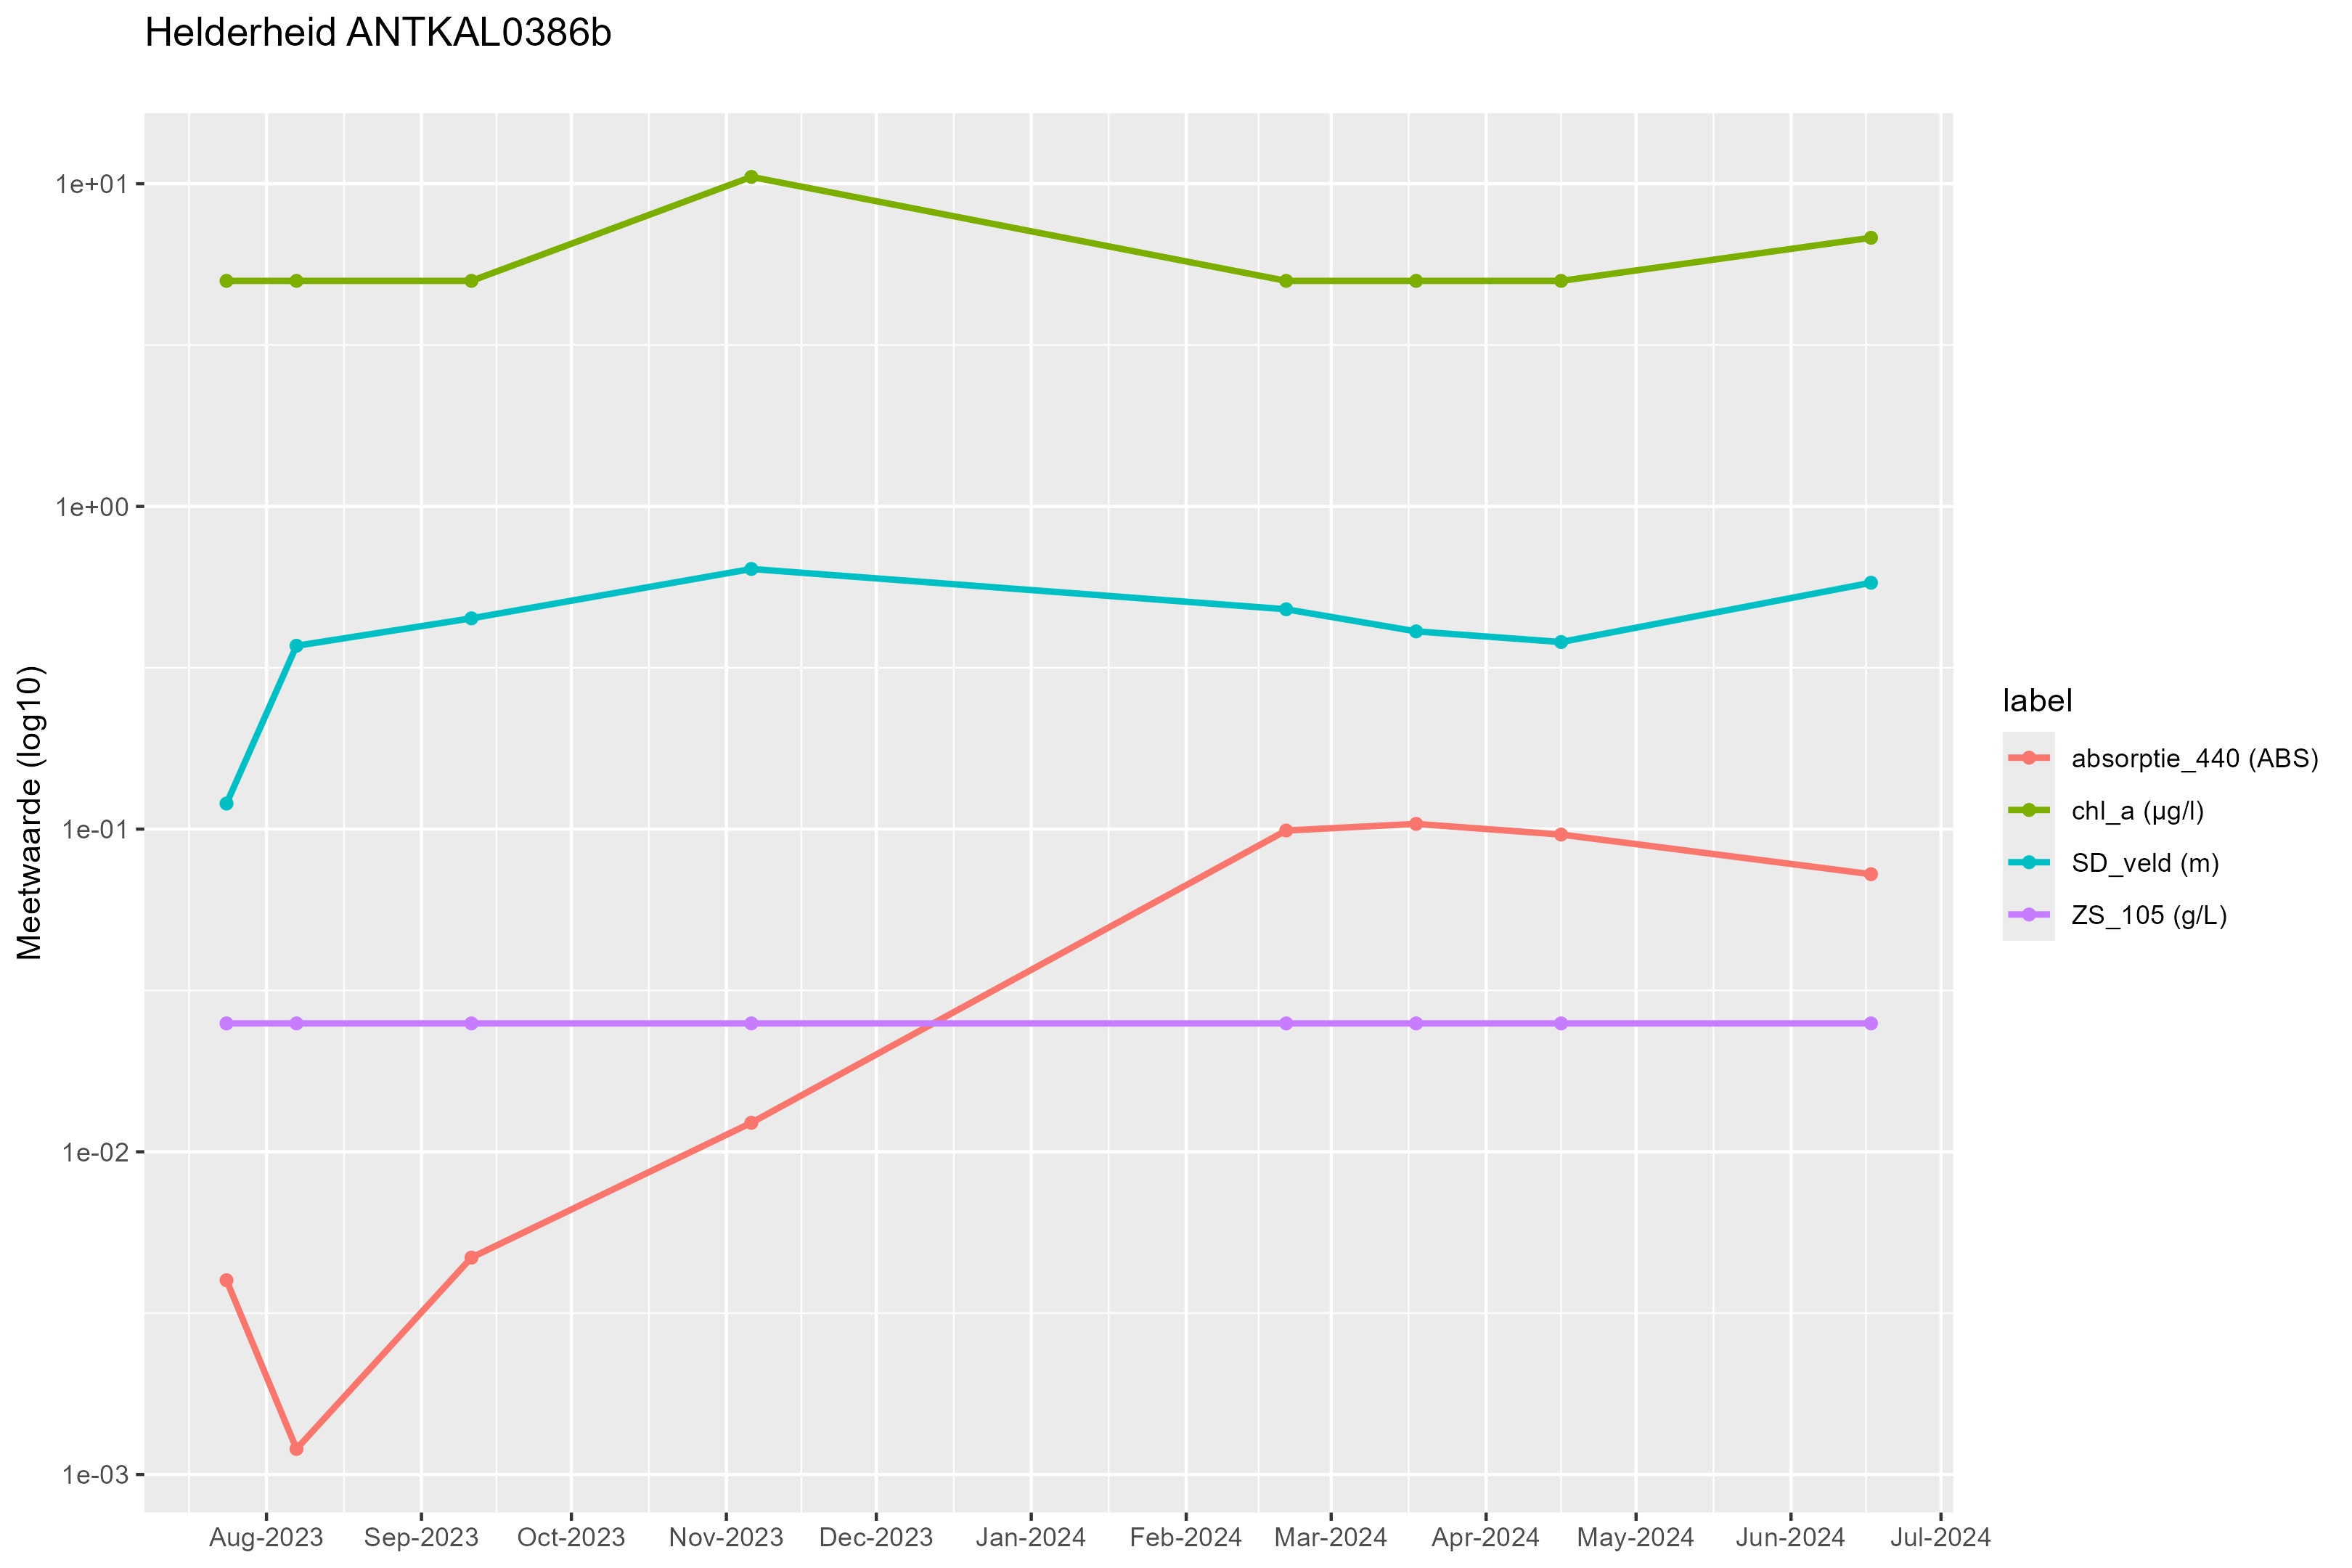 Helderheid ANTKAL0386b
1e+01
1e+00
1e-01
1e-02
1e-03
Meetwaarde (log10)
Aug-2023
Sep-2023
Oct-2023
Nov-2023
Dec-2023
Jan-2024
Feb-2024
Mar-2024
Apr-2024
May-2024
Jun-2024
Jul-2024
label
absorptie_440 (ABS)
chl_a (µg/l)
SD_veld (m)
ZS_105 (g/L)